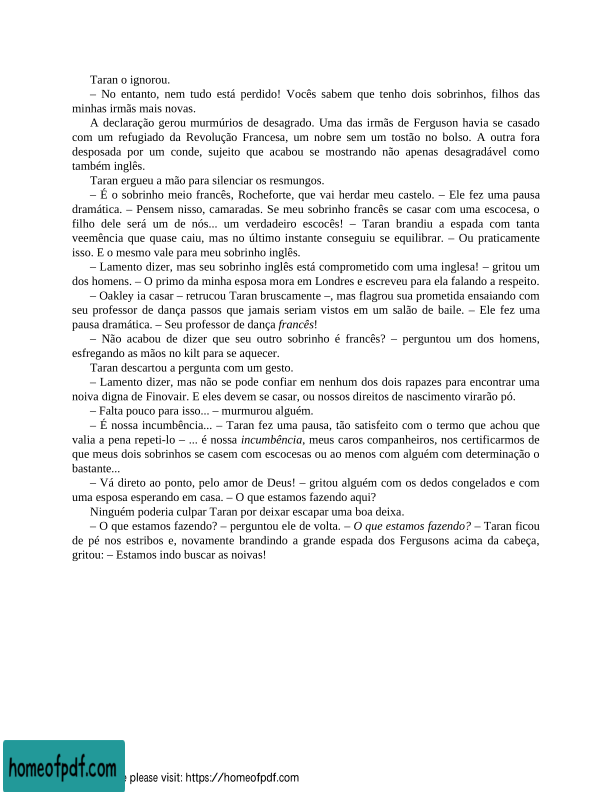 Taran o ignorou.
– No entanto, nem tudo está perdido! Vocês sabem que tenho dois sobrinhos, filhos das
minhas irmãs mais novas.
A declaração gerou murmúrios de desagrado. Uma das irmãs de Ferguson havia se casado
com um refugiado da Revolução Francesa, um nobre sem um tostão no bolso. A outra fora
desposada por um conde, sujeito que acabou se mostrando não apenas desagradável como
também inglês.
Taran ergueu a mão para silenciar os resmungos.
– É o sobrinho meio francês, Rocheforte, que vai herdar meu castelo. – Ele fez uma pausa
dramática. – Pensem nisso, camaradas. Se meu sobrinho francês se casar com uma escocesa, o
filho dele será um de nós... um verdadeiro escocês! – Taran brandiu a espada com tanta
veemência que quase caiu, mas no último instante conseguiu se equilibrar. – Ou praticamente
isso. E o mesmo vale para meu sobrinho inglês.
– Lamento dizer, mas seu sobrinho inglês está comprometido com uma inglesa! – gritou um
dos homens. – O primo da minha esposa mora em Londres e escreveu para ela falando a respeito.
– Oakley ia casar – retrucou Taran bruscamente –, mas flagrou sua prometida ensaiando com
seu professor de dança passos que jamais seriam vistos em um salão de baile. – Ele fez uma
pausa dramática. – Seu professor de dança francês!
– Não acabou de dizer que seu outro sobrinho é francês? – perguntou um dos homens,
esfregando as mãos no kilt para se aquecer.
Taran descartou a pergunta com um gesto.
– Lamento dizer, mas não se pode confiar em nenhum dos dois rapazes para encontrar uma
noiva digna de Finovair. E eles devem se casar, ou nossos direitos de nascimento virarão pó.
– Falta pouco para isso... – murmurou alguém.
– É nossa incumbência... – Taran fez uma pausa, tão satisfeito com o termo que achou que
valia a pena repeti-lo – ... é nossa incumbência, meus caros companheiros, nos certificarmos de
que meus dois sobrinhos se casem com escocesas ou ao menos com alguém com determinação o
bastante...
– Vá direto ao ponto, pelo amor de Deus! – gritou alguém com os dedos congelados e com
uma esposa esperando em casa. – O que estamos fazendo aqui?
Ninguém poderia culpar Taran por deixar escapar uma boa deixa.
– O que estamos fazendo? – perguntou ele de volta. – O que estamos fazendo? – Taran ficou
de pé nos estribos e, novamente brandindo a grande espada dos Fergusons acima da cabeça,
gritou: – Estamos indo buscar as noivas!
homeofpdf.com
please visit: https://homeofpdf.com